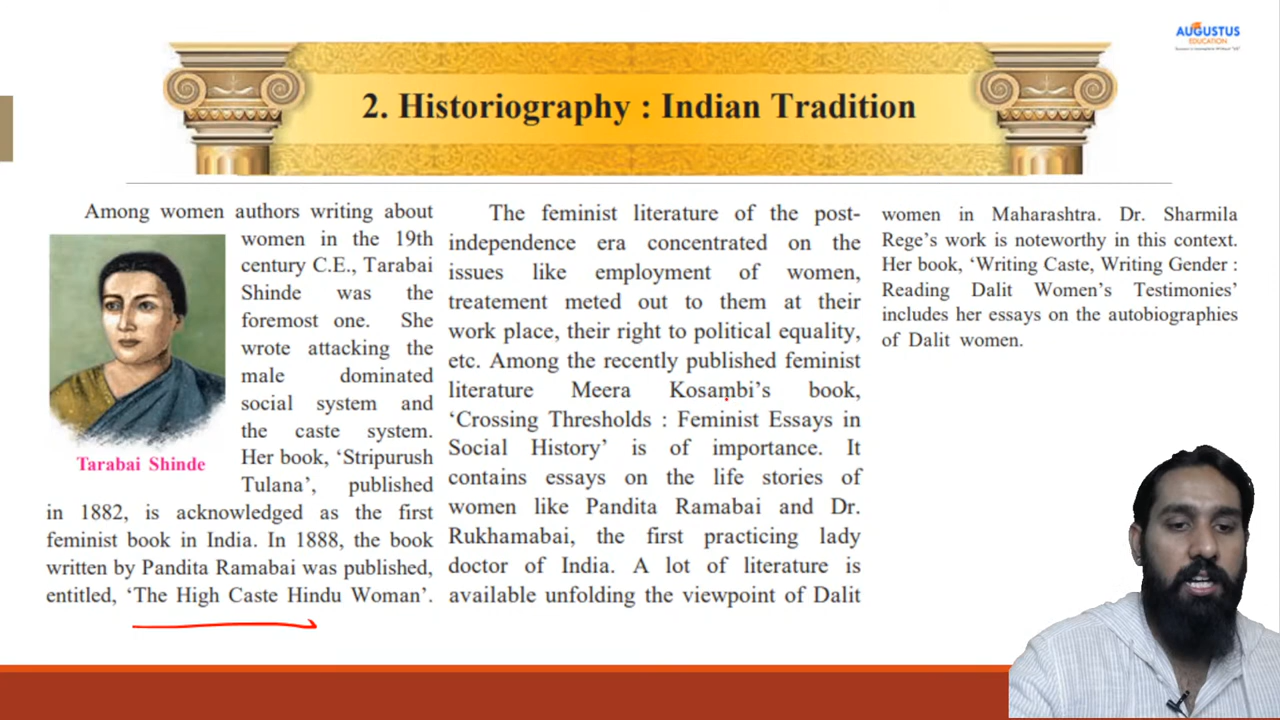 AUGUSTUS
EDUCATION
2. Historiography : Indian Tradition
Among women authors writing about
women in the 19th
century C.E., Tarabai
Shinde was the
foremost one. She
wrote attacking the
male dominated
social system and
the caste system.
Her book, ‘Stripurush
Tulana’, published
Tarabai Shinde
in 1882, is acknowledged as the first
feminist book in India. In 1888, the book
written by Pandita Ramabai was published,
entitled, ‘The High Caste Hindu Woman’.
The feminist literature of the post-
independence era concentrated on the
issues like employment of women,
treatement meted out to them at their
work place, their right to political equality,
etc. Among the recently published feminist
literature Meera Kosambi’s book,
‘Crossing Thresholds : Feminist Essays in
Social History’ is of importance. It
contains essays on the life stories of
women like Pandita Ramabai and Dr.
Rukhamabai, the first practicing lady
doctor of India. A lot of literature is
available unfolding the viewpoint of Dalit
women in Maharashtra. Dr. Sharmila
Rege’s work is noteworthy in this context.
Her book, ‘Writing Caste, Writing Gender :
Reading Dalit Women’s Testimonies’
includes her essays on the autobiographies
of Dalit women.